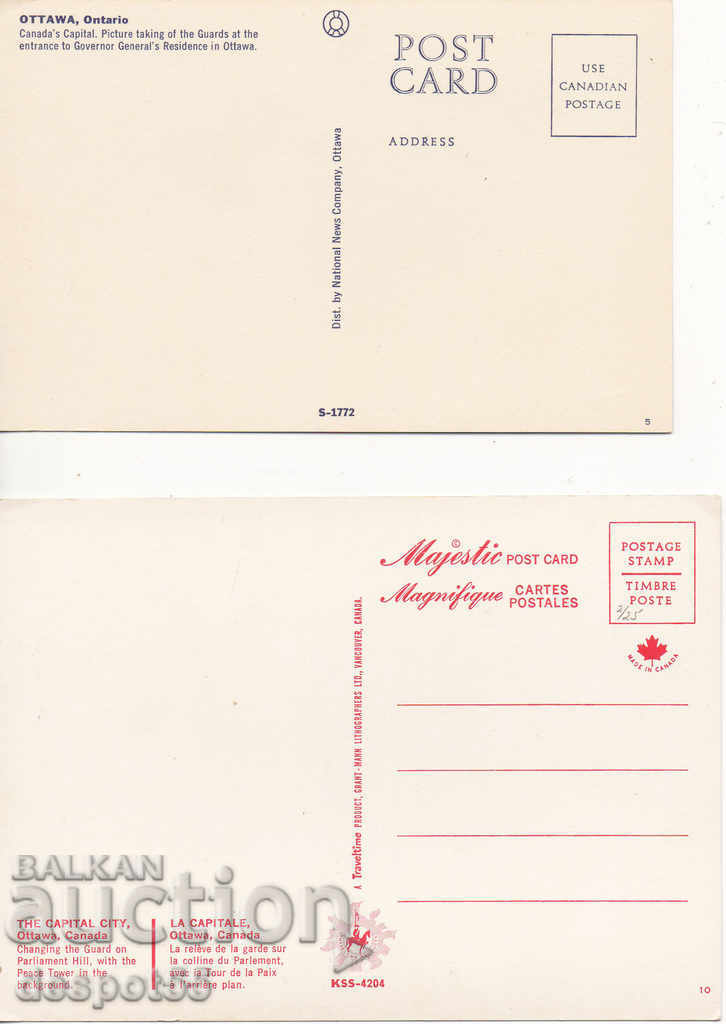 OTTAWA, Ontario
Canada's Capital. Picture taking of the Guards at the
entrance to Governor General's Residence in Ottawa.
POST
CARD
USE
CANADIAN
POSTAGE
ADDRESS
Dist. by National News Company, Ottawa
S-1772
5
Majestic POST CARD
©
Magnifique CARTES
POSTALES
POSTAGE
STAMP
TIMBRE
POSTE
2/25
MADE IN CANADA
A Traveltime PRODUCT, GRANT-MANN LITHOGRAPHERS LTD., VANCOUVER, CANADA.
THE CAPITAL CITY,
Ottawa, Canada
Changing the Guard on
Parliament Hill, with the
Peace Tower in the
background.
LA CAPITALE,
Ottawa, Canada
La relève de la garde sur
la colline du Parlement,
avec la Tour de la Paix
à l'arrière plan.
KSS-4204
10
BALKAN
auction
despot55